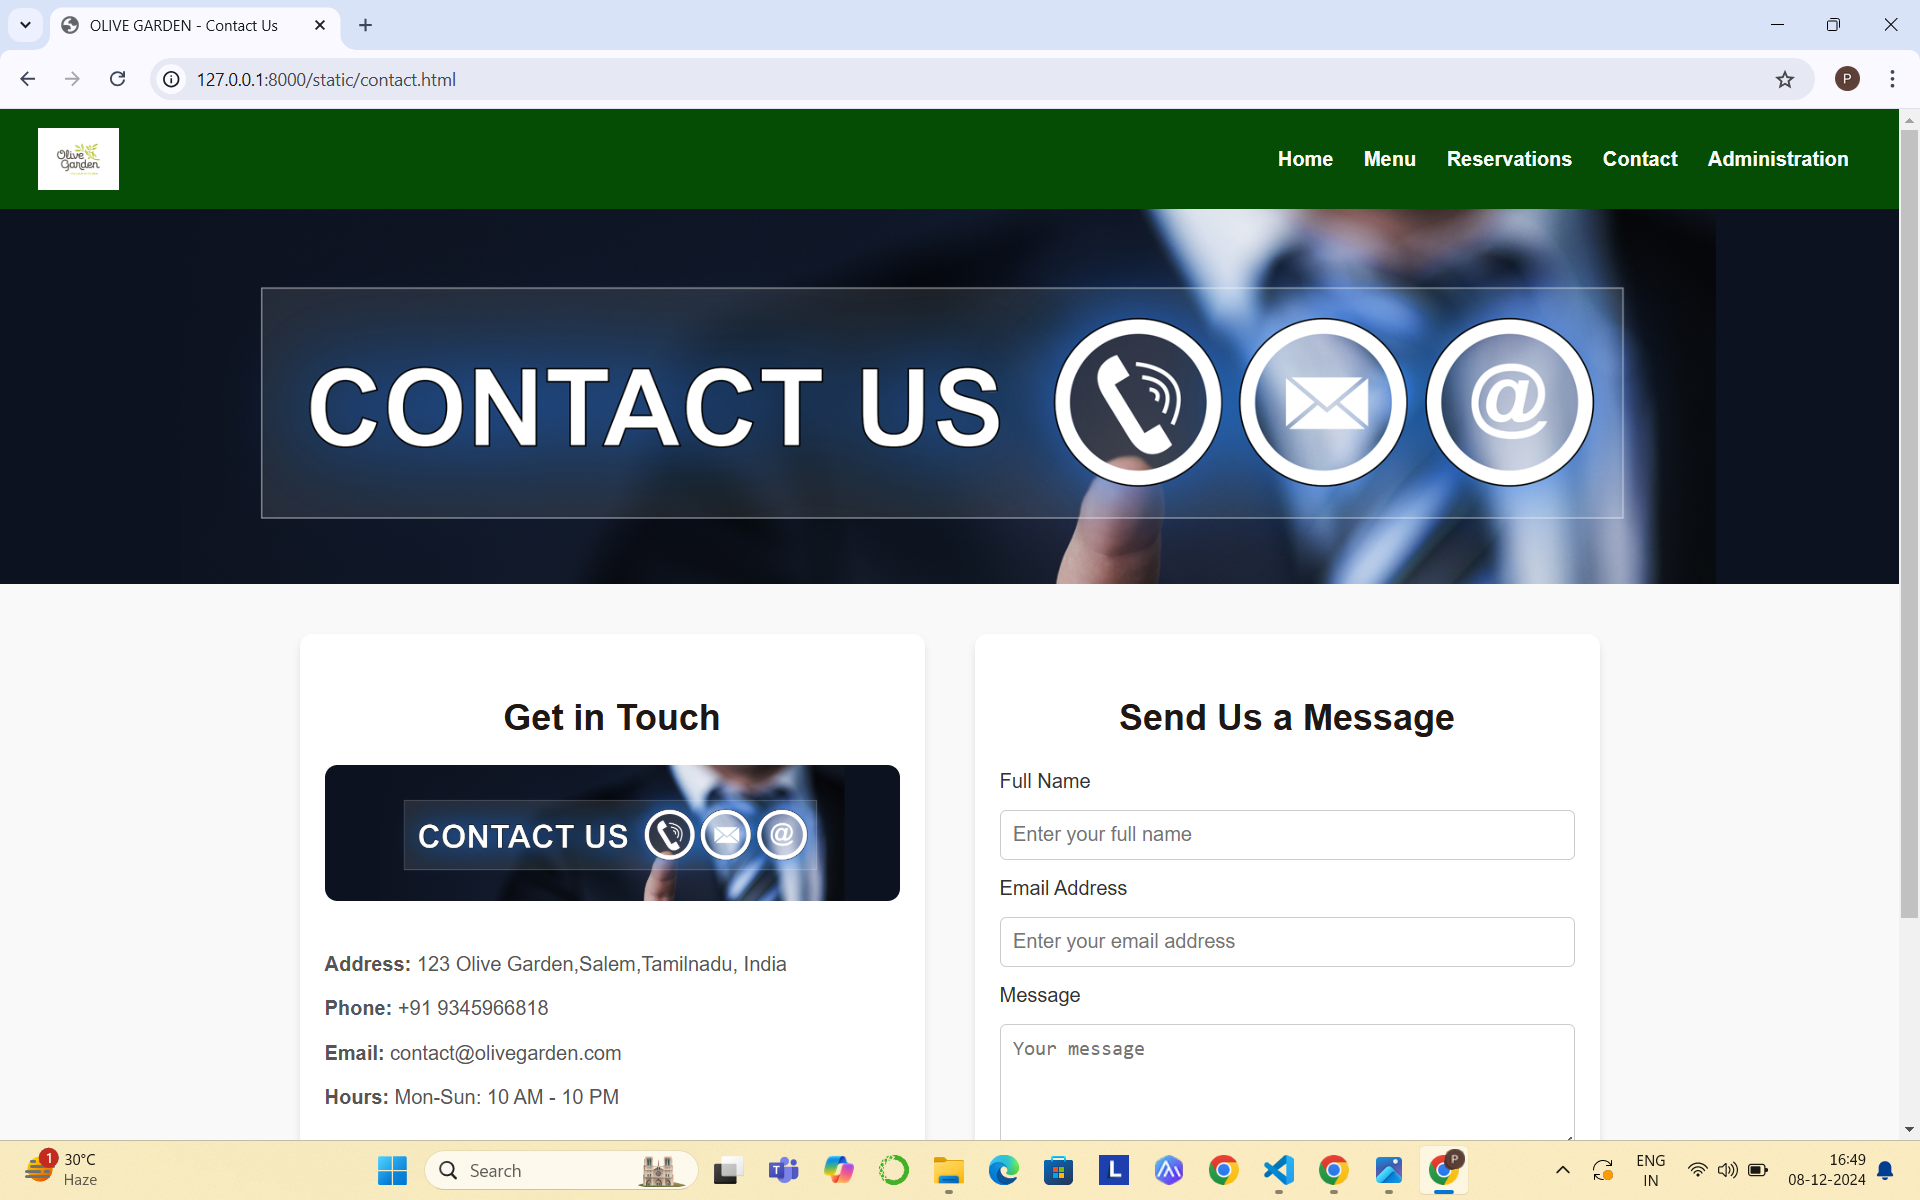 OLIVE GARDEN - Contact Us
127.0.0.1:8000/static/contact.html
P
Olive
Garden
Home Menu Reservations Contact Administration
CONTACT US
@
Get in Touch
CONTACT US
@
Address: 123 Olive Garden,Salem,Tamilnadu, India
Phone: +91 9345966818
Email: contact@olivegarden.com
Hours: Mon-Sun: 10 AM - 10 PM
Send Us a Message
Full Name
Enter your full name
Email Address
Enter your email address
Message
Your message
1
30°C
Haze
Search
T
L
P
ENG
IN
16:49
08-12-2024